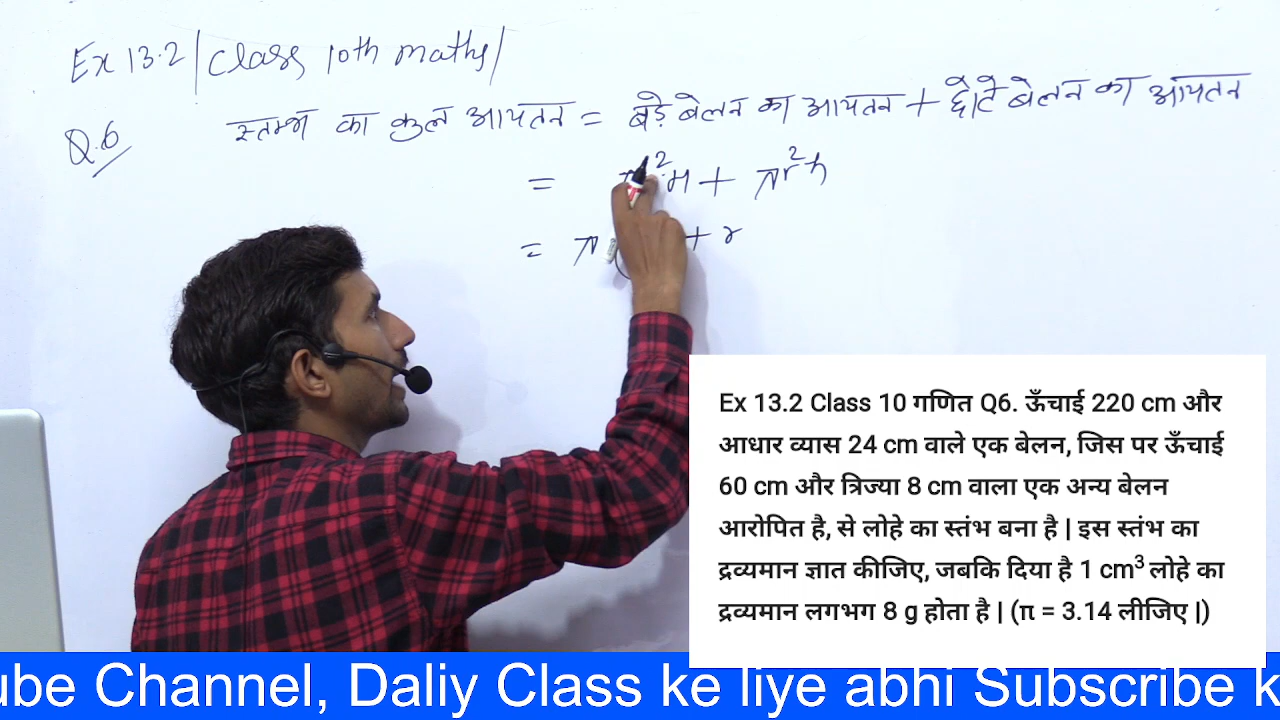 Ex 13.2 | Class 10th maths |
Q.6 स्तम्भ का कुल आयतन = बड़े बेलन का आयतन + छोटे बेलन का आयतन
= ²H + πr²h
= π( + r
Ex 13.2 Class 10 गणित Q6. ऊँचाई 220 cm और
आधार व्यास 24 cm वाले एक बेलन, जिस पर ऊँचाई
60 cm और त्रिज्या 8 cm वाला एक अन्य बेलन
आरोपित है, से लोहे का स्तंभ बना है | इस स्तंभ का
द्रव्यमान ज्ञात कीजिए, जबकि दिया है 1 cm³ लोहे का
द्रव्यमान लगभग 8 g होता है | (π = 3.14 लीजिए |)
ube Channel, Daliy Class ke liye abhi Subscribe k